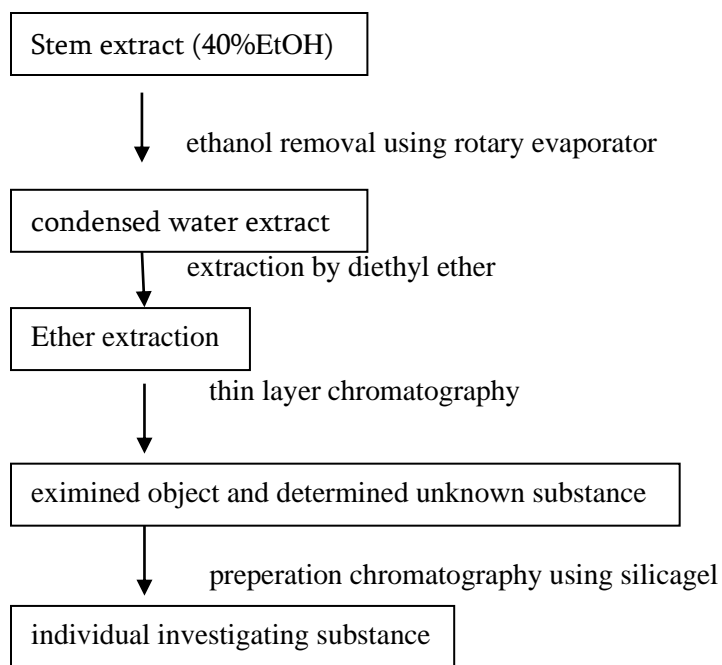 Stem extract (40%EtOH)
ethanol removal using rotary evaporator
condensed water extract
extraction by diethyl ether
Ether extraction
thin layer chromatography
eximined object and determined unknown substance
preperation chromatography using silicagel
individual investigating substance